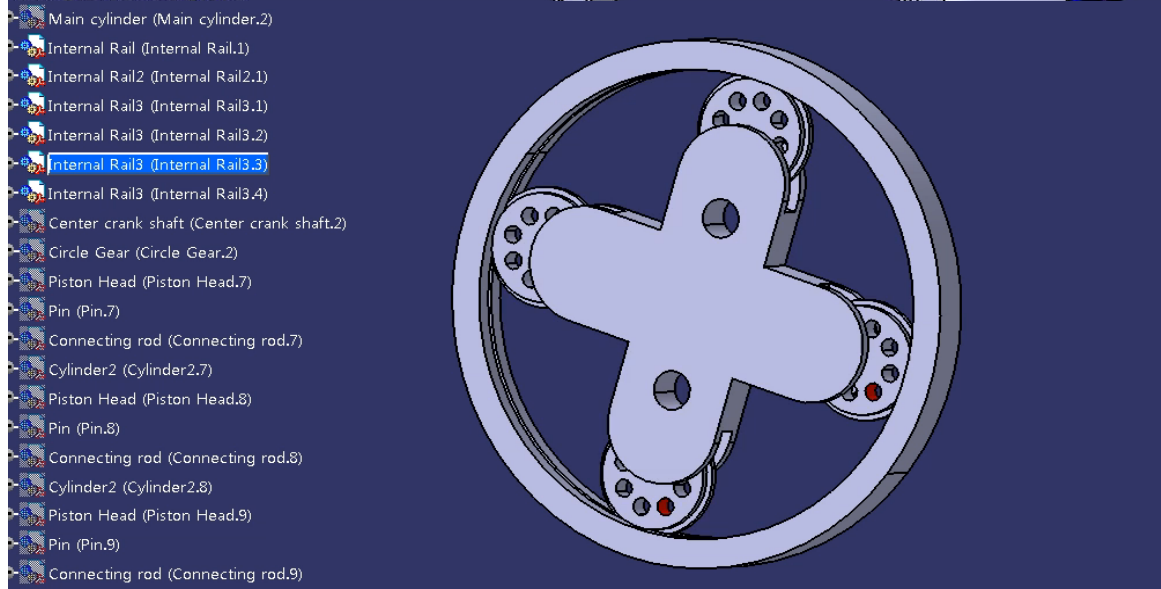 Main cylinder (Main cylinder.2)
Internal Rail (Internal Rail.1)
Internal Rail2 (Internal Rail2.1)
Internal Rail3 (Internal Rail3.1)
Internal Rail3 (Internal Rail3.2)
Internal Rail3 (Internal Rail3.3)
Internal Rail3 (Internal Rail3.4)
Center crank shaft (Center crank shaft.2)
Circle Gear (Circle Gear.2)
Piston Head (Piston Head.7)
Pin (Pin.7)
Connecting rod (Connecting rod.7)
Cylinder2 (Cylinder2.7)
Piston Head (Piston Head.8)
Pin (Pin.8)
Connecting rod (Connecting rod.8)
Cylinder2 (Cylinder2.8)
Piston Head (Piston Head.9)
Pin (Pin.9)
Connecting rod (Connecting rod.9)